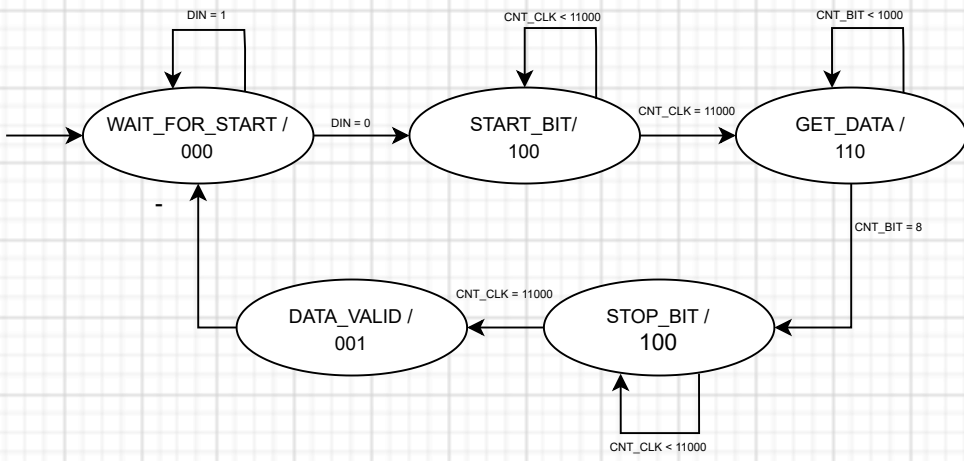 DIN = 1
CNT_CLK < 11000
CNT_BIT < 1000
WAIT_FOR_START /
000
DIN = 0
START_BIT/
100
CNT_CLK = 11000
GET_DATA /
110
-
CNT_BIT = 8
DATA_VALID /
001
CNT_CLK = 11000
STOP_BIT /
100
CNT_CLK < 11000